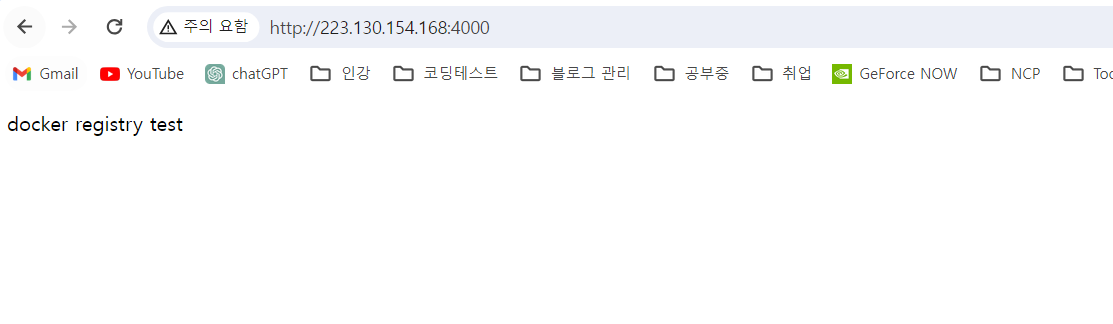 주의 요함 http://223.130.154.168:4000
Gmail YouTube chatGPT 인강 코딩테스트 블로그 관리 공부중 취업 GeForce NOW NCP Too
docker registry test